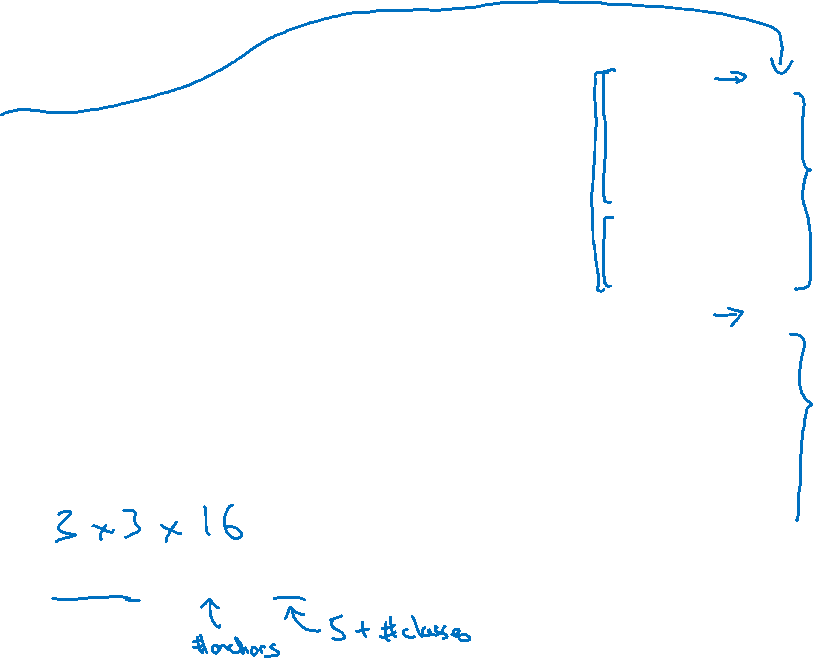 3 × 3 × 16
#anchors
5 + #classes